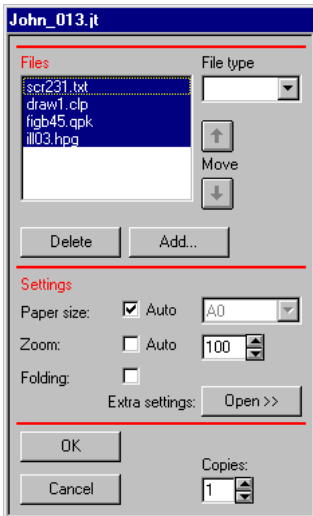 John_013.jt
Files
File type
scr231.txt
draw1.clp
figb45.qpk
ill03.hpg
Move
Delete
Add...
Settings
Paper size: Auto A0
Zoom: Auto 100
Folding:
Extra settings: Open >>
OK
Copies:
Cancel
1